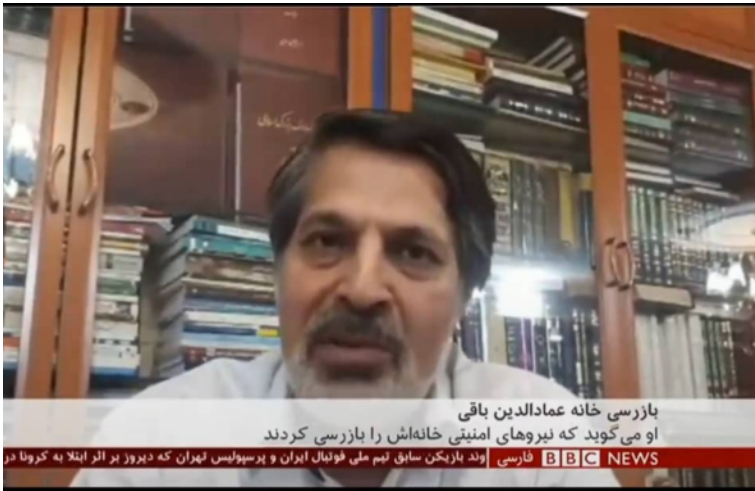 بازرسی خانه عمادالدین باقی
او می‌گوید که نیروهای امنیتی خانه‌اش را بازرسی کردند
BBC NEWS فارسی
وند بازیکن سابق تیم ملی فوتبال ایران و پرسپولیس تهران که دیروز بر اثر ابتلا به کرونا در